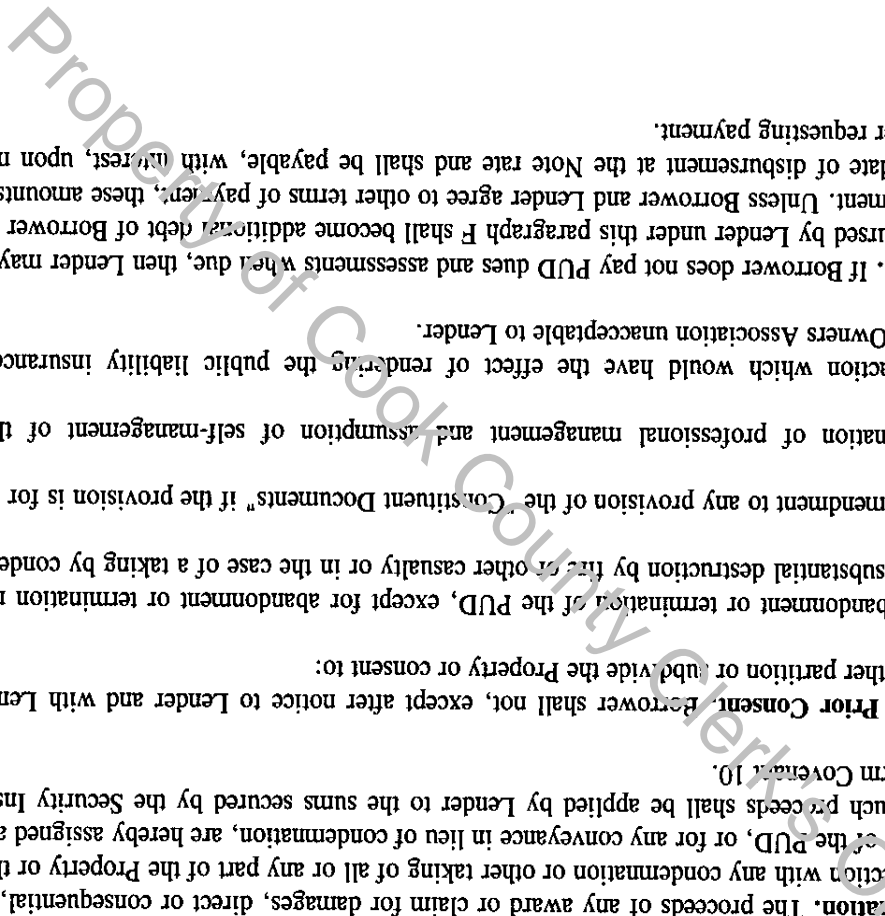 ation. The proceeds of any award or claim for damages, direct or consequential,
ction with any condemnation or other taking of all or any part of the Property or th
of the PUD, or for any conveyance in lieu of condemnation, are hereby assigned a
uch proceeds shall be applied by Lender to the sums secured by the Security Ins
rm Covenant 10.
Prior Consent. Borrower shall not, except after notice to Lender and with Len
ther partition or subdivide the Property or consent to:
bandonment or termination of the PUD, except for abandonment or termination r
substantial destruction by fire or other casualty or in the case of a taking by conde
mendment to any provision of the "Constituent Documents" if the provision is for
nation of professional management and assumption of self-management of th
action which would have the effect of rendering the public liability insurance
Owners Association unacceptable to Lender.
. If Borrower does not pay PUD dues and assessments when due, then Lender may
ursed by Lender under this paragraph F shall become additional debt of Borrower
ment. Unless Borrower and Lender agree to other terms of payment, these amounts
date of disbursement at the Note rate and shall be payable, with interest, upon n
r requesting payment.
Property of Cook County Clerk's O